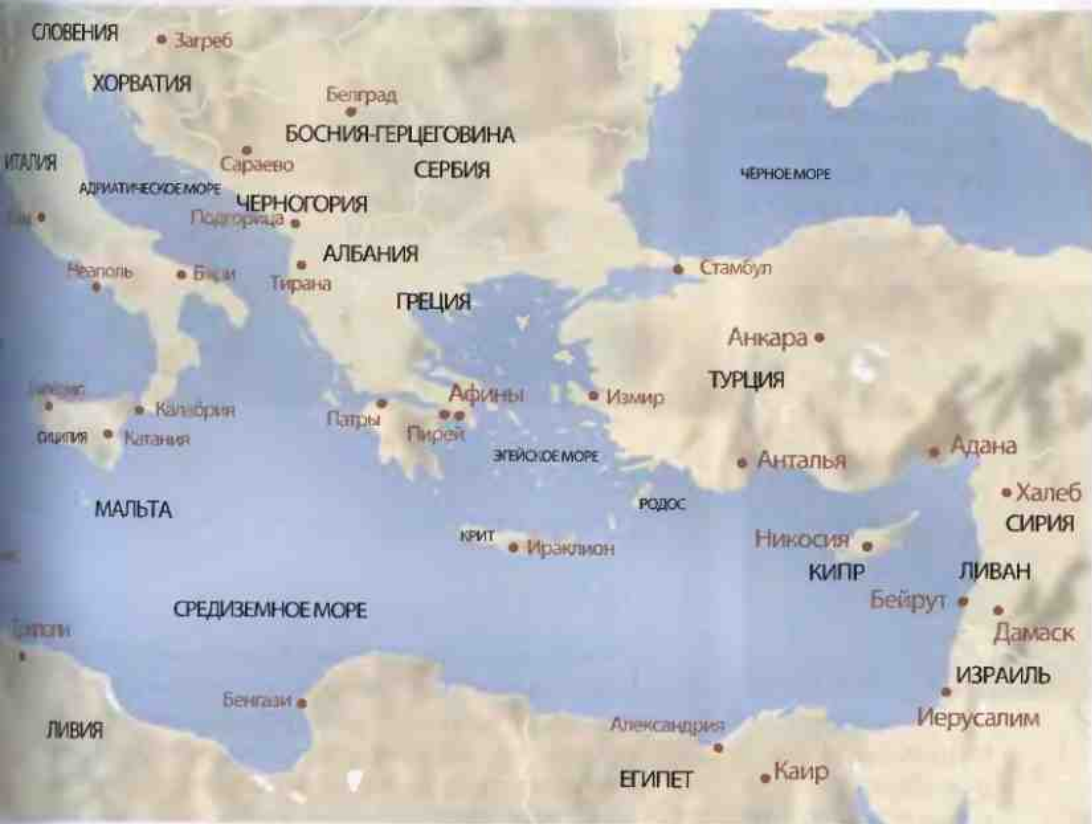 СЛОВЕНИЯ
Загреб
ХОРВАТИЯ
Белград
БОСНИЯ-ГЕРЦЕГОВИНА
Сараево
СЕРБИЯ
ИТАЛИЯ
АДРИАТИЧЕСКОЕ МОРЕ
ЧЕРНОГОРИЯ
Подгорица
ЧЁРНОЕ МОРЕ
АЛБАНИЯ
Тирана
Неаполь
Бари
Стамбул
ГРЕЦИЯ
Анкара
ТУРЦИЯ
Афины
Измир
Калабрия
Патры
Пирей
СИЦИЛИЯ
Катания
ЭГЕЙСКОЕ МОРЕ
Анталья
Адана
Халеб
СИРИЯ
МАЛЬТА
РОДОС
КРИТ
Ираклион
Никосия
КИПР
ЛИВАН
Бейрут
Дамаск
СРЕДИЗЕМНОЕ МОРЕ
Триполи
ИЗРАИЛЬ
Иерусалим
Бенгази
ЛИВИЯ
Александрия
ЕГИПЕТ
Каир